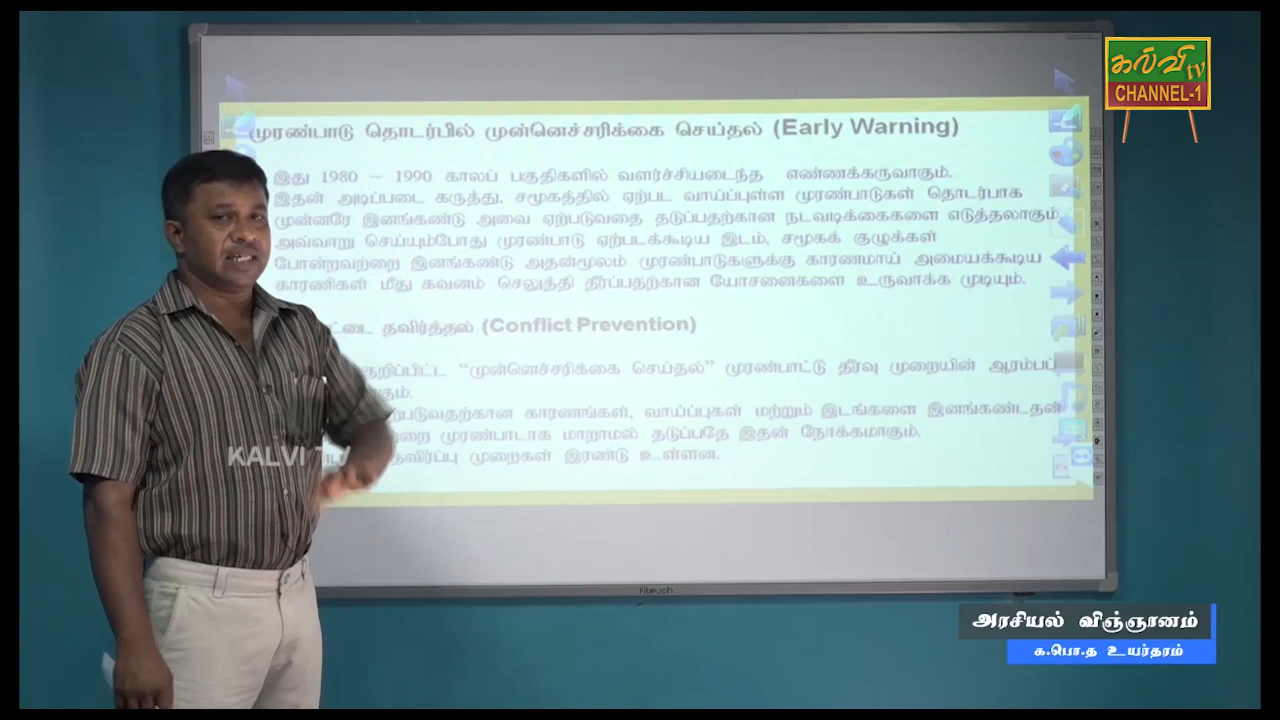 கல்வி tv
CHANNEL-1
முரண்பாடு தொடர்பில் முன்னெச்சரிக்கை செய்தல் (Early Warning)
இது 1980 – 1990 காலப் பகுதிகளில் வளர்ச்சியடைந்த எண்ணக்கருவாகும்.
இதன் அடிப்படை கருத்து, சமூகத்தில் ஏற்பட வாய்ப்புள்ள முரண்பாடுகள் தொடர்பாக
முன்னரே இனங்கண்டு அவை ஏற்படுவதை தடுப்பதற்கான நடவடிக்கைகளை எடுத்தலாகும்.
அவ்வாறு செய்யும்போது முரண்பாடு ஏற்படக்கூடிய இடம், சமூகக் குழுக்கள்
போன்றவற்றை இனங்கண்டு அதன்மூலம் முரண்பாடுகளுக்கு காரணமாய் அமையக்கூடிய
காரணிகள் மீது கவனம் செலுத்தி தீர்ப்பதற்கான யோசனைகளை உருவாக்க முடியும்.
தவிர்த்தல் (Conflict Prevention)
“முன்னெச்சரிக்கை செய்தல்” முரண்பாட்டு தீர்வு முறையின் ஆரம்பப்
காரணங்கள், வாய்ப்புகள் மற்றும் இடங்களை இனங்கண்டதன்
முரண்பாடாக மாறாமல் தடுப்பதே இதன் நோக்கமாகும்.
முறைகள் இரண்டு உள்ளன.
KALVI
அரசியல் விஞ்ஞானம்
க.பொ.த உயர்தரம்